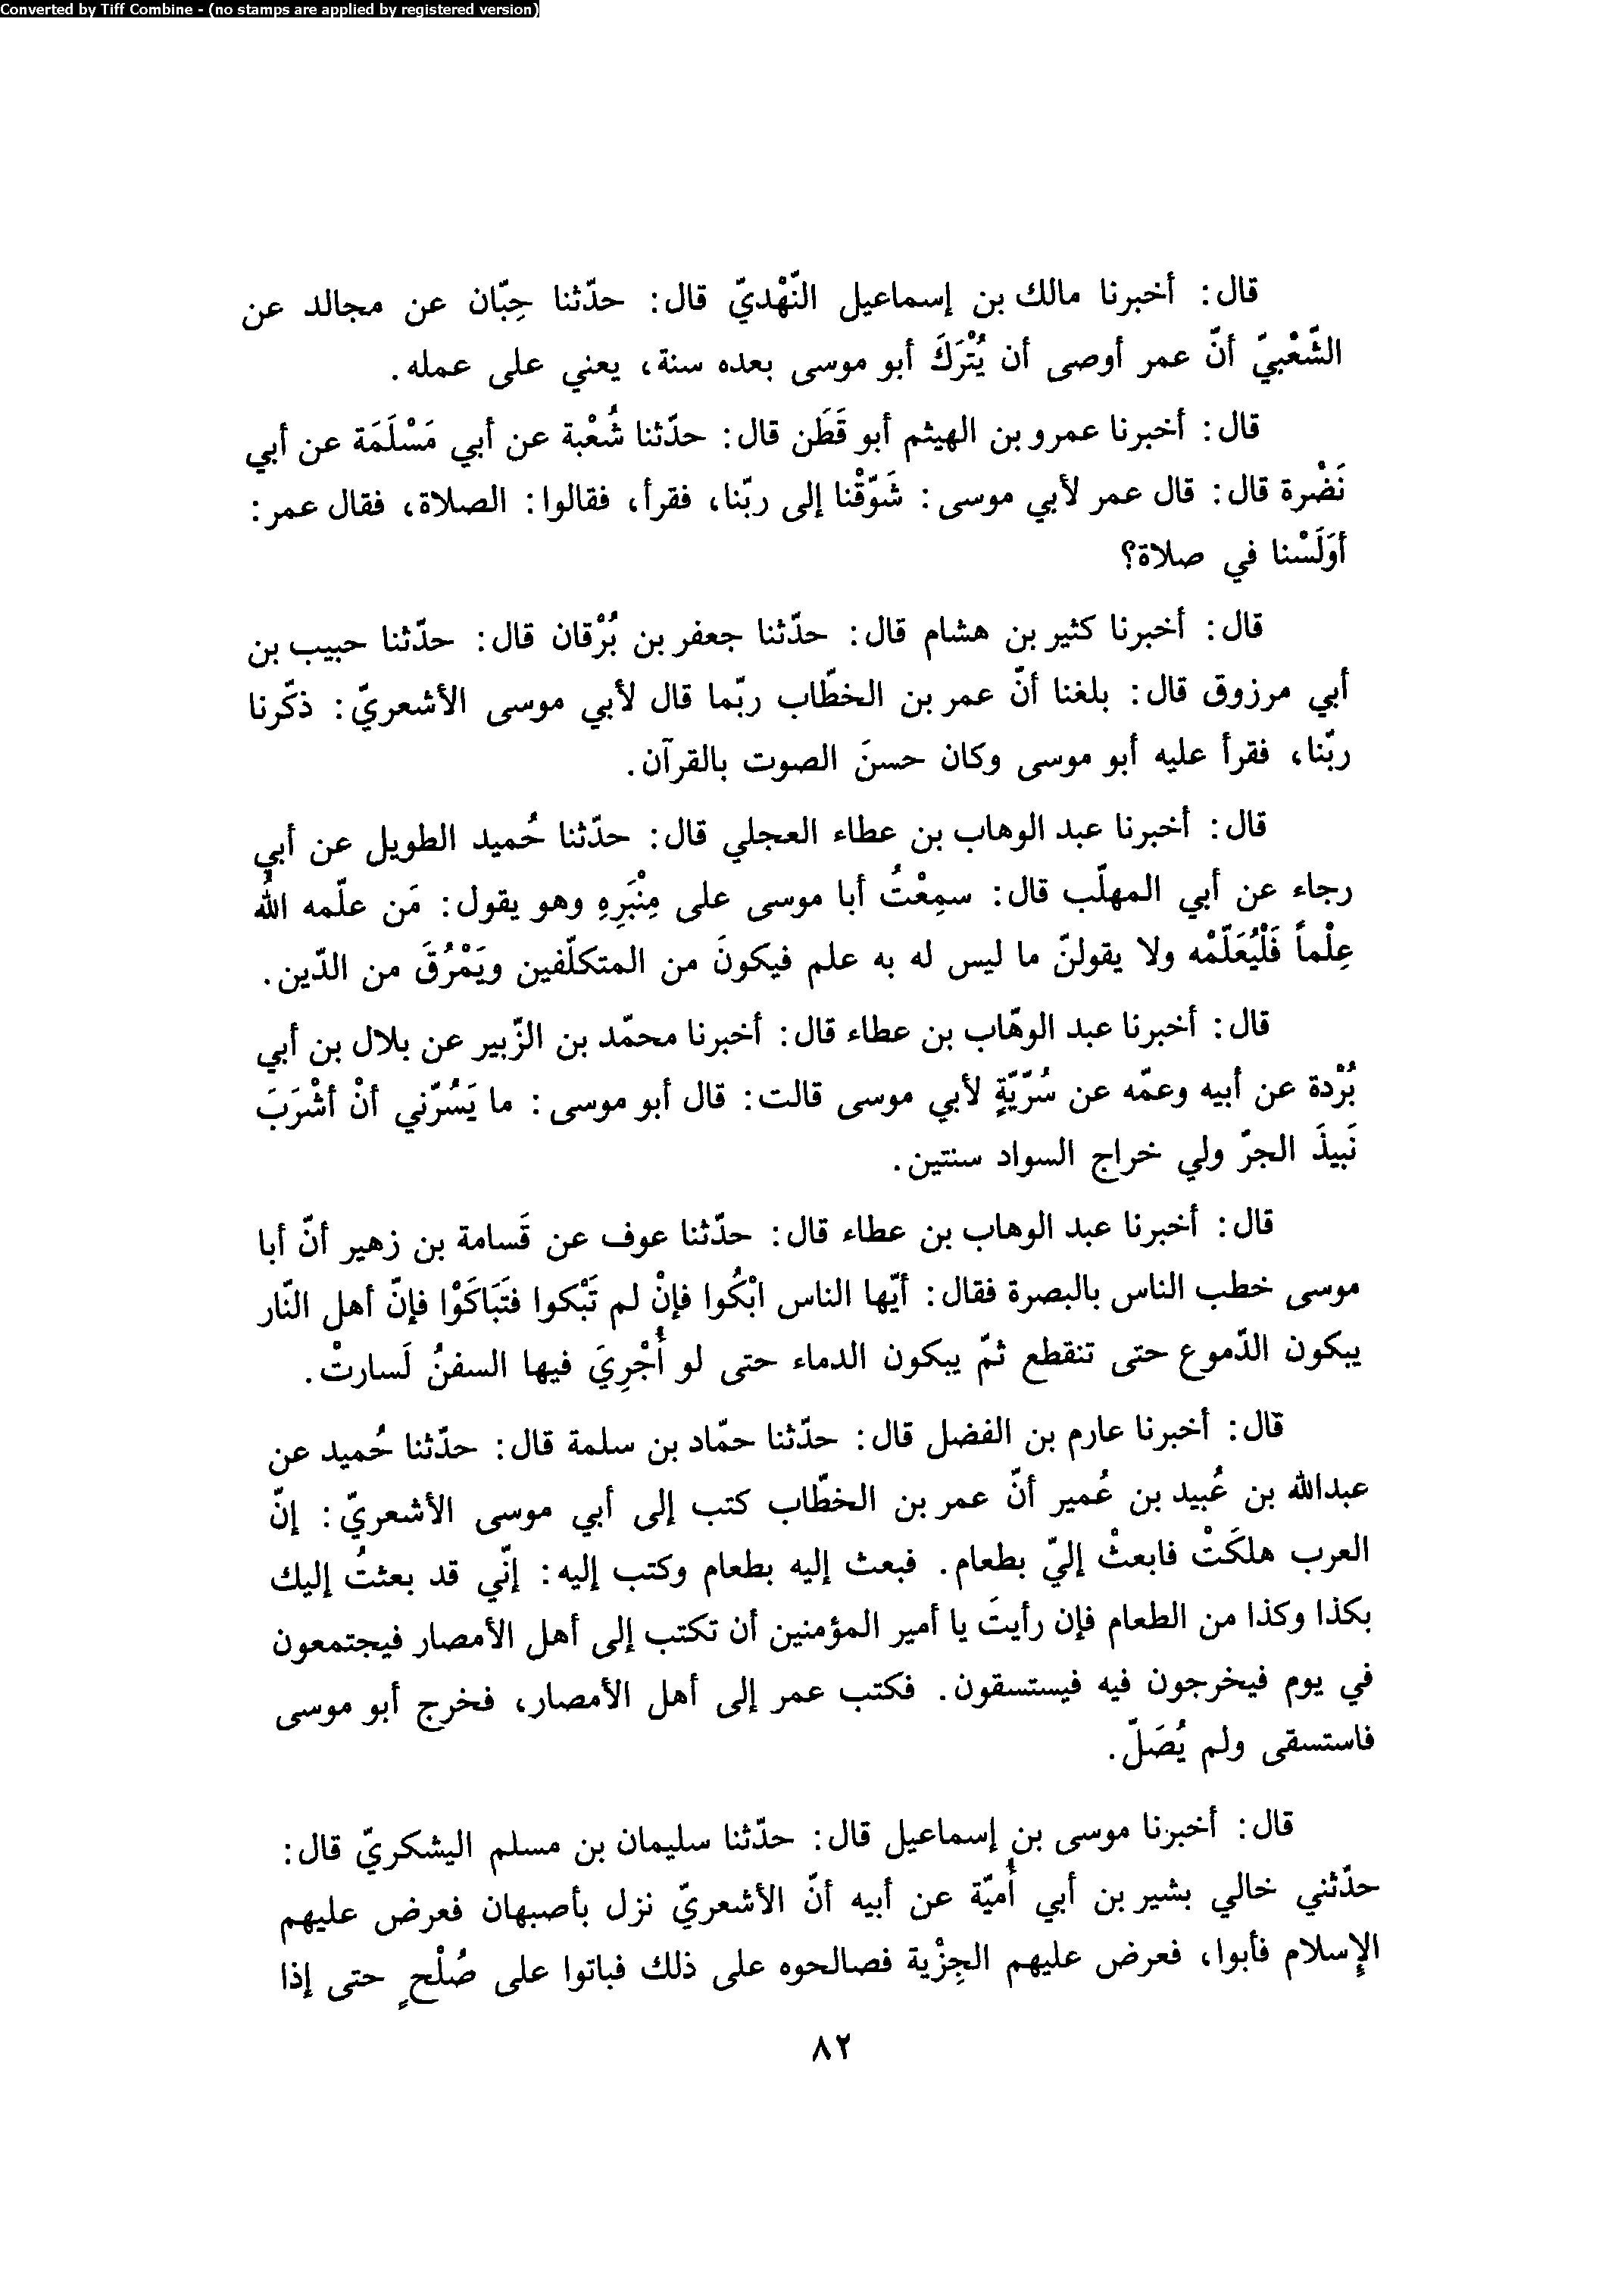 Converted by Tiff Combine - (no stamps are applied by registered version)
قال: أخبرنا مالك بن إسماعيل النّهْديّ قال: حدّثنا حِبّان عن مجالد عن
الشّعْبيّ أنّ عمر أوصى أن يُتْرَكَ أبو موسى بعده سنة، يعني على عمله.
قال: أخبرنا عمرو بن الهيثم أبو قَطَن قال: حدّثنا شُعْبة عن أبي مَسْلَمَة عن أبي
نَضْرة قال: قال عمر لأبي موسى: شَوّقْنا إلى ربّنا، فقرأ، فقالوا: الصلاة، فقال عمر:
أوَلَسْنا في صلاة؟
قال: أخبرنا كثير بن هشام قال: حدّثنا جعفر بن بُرْقان قال: حدّثنا حبيب بن
أبي مرزوق قال: بلغنا أنّ عمر بن الخطّاب ربّما قال لأبي موسى الأشعريّ: ذكّرنا
ربّنا، فقرأ عليه أبو موسى وكان حسنَ الصوت بالقرآن.
قال: أخبرنا عبد الوهاب بن عطاء العجلي قال: حدّثنا حُميد الطويل عن أبي
رجاء عن أبي المهلّب قال: سمِعْتُ أبا موسى على مِنْبَرِهِ وهو يقول: مَن علّمه اللهُ
عِلْماً فَلْيُعَلّمْه ولا يقولنّ ما ليس له به علم فيكونَ من المتكلّفين ويَمْرُقَ من الدّين.
قال: أخبرنا عبد الوهّاب بن عطاء قال: أخبرنا محمّد بن الزّبير عن بلال بن أبي
بُرْدة عن أبيه وعمّه عن سُرّيّةٍ لأبي موسى قالت: قال أبو موسى: ما يَسُرّني أنْ أشْرَبَ
نَبيذَ الجرّ ولي خراج السواد سنتين.
قال: أخبرنا عبد الوهاب بن عطاء قال: حدّثنا عوف عن قَسامة بن زهير أنّ أبا
موسى خطب الناس بالبصرة فقال: أيّها الناس ابْكُوا فإنْ لم تَبْكوا فتَبَاكَوْا فإنّ أهل النّار
يبكون الدّموع حتى تنقطع ثمّ يبكون الدماء حتى لو أُجْرِيَ فيها السفنُ لَسارتْ.
قال: أخبرنا عارم بن الفضل قال: حدّثنا حمّاد بن سلمة قال: حدّثنا حُميد عن
عبدالله بن عُبيد بن عُمير أنّ عمر بن الخطّاب كتب إلى أبي موسى الأشعريّ: إنّ
العرب هلكَتْ فابعثْ إليّ بطعام. فبعث إليه بطعام وكتب إليه: إنّي قد بعثتُ إليك
بكذا وكذا من الطعام فإن رأيتَ يا أمير المؤمنين أن تكتب إلى أهل الأمصار فيجتمعون
في يوم فيخرجون فيه فيستسقون. فكتب عمر إلى أهل الأمصار، فخرج أبو موسى
فاستسقى ولم يُصَلّ.
قال: أخبرنا موسى بن إسماعيل قال: حدّثنا سليمان بن مسلم اليشكريّ قال:
حدّثني خالي بشير بن أبي أُميّة عن أبيه أنّ الأشعريّ نزل بأصبهان فعرض عليهم
الإسلام فأبوا، فعرض عليهم الجِزْية فصالحوه على ذلك فباتوا على صُلْحٍ حتى إذا
٨٢